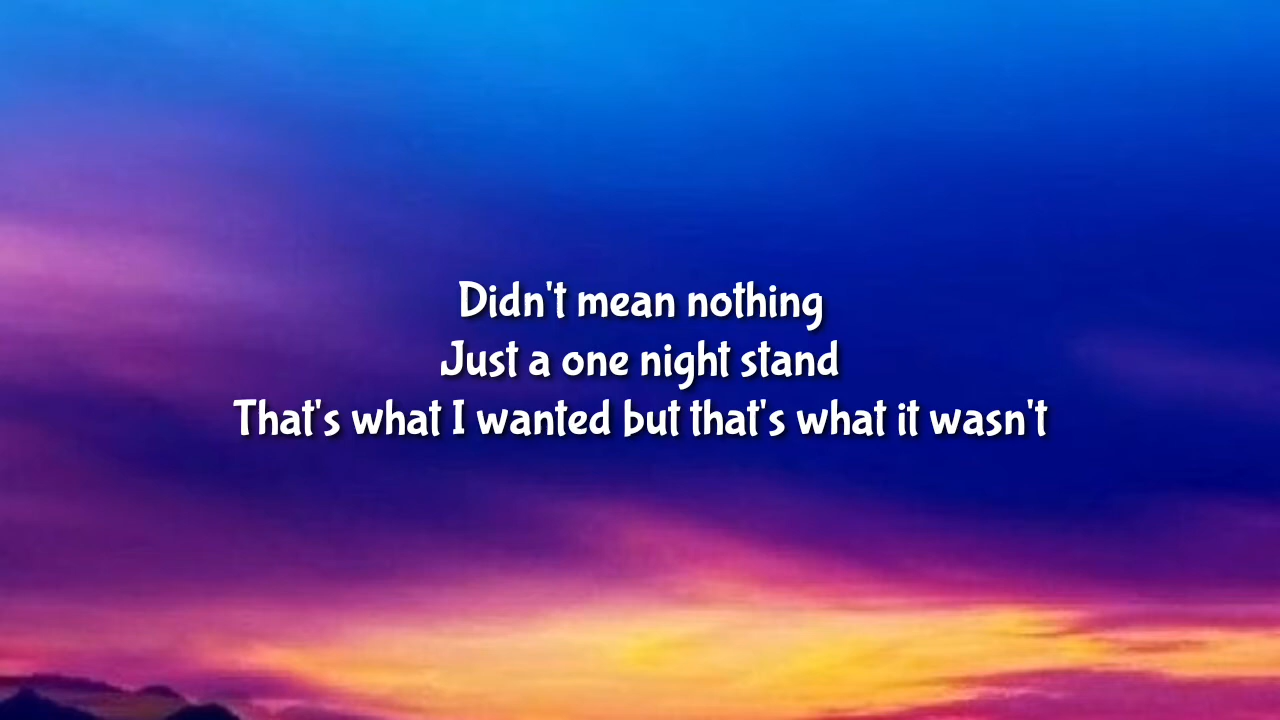 Didn't mean nothing
Just a one night stand
That's what I wanted but that's what it wasn't